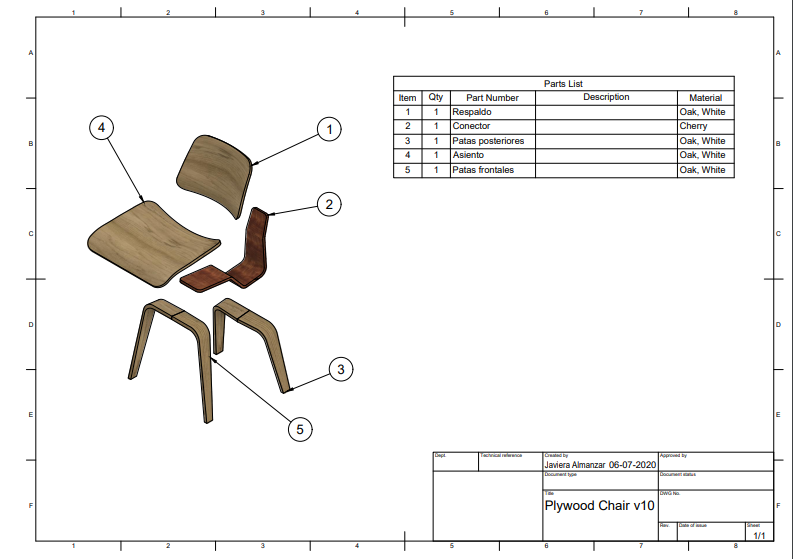 1 2 3 4 5 6 7 8
A A
B B
C C
D D
E E
F F
Parts List
Item Qty Part Number Description Material
1 1 Respaldo Oak, White
2 1 Conector Cherry
3 1 Patas posteriores Oak, White
4 1 Asiento Oak, White
5 1 Patas frontales Oak, White
4
1
2
3
5
Dept. Technical reference Created by Approved by
Javiera Almanzar 06-07-2020
Document type Document status
Title DWG No.
Plywood Chair v10
Rev. Date of issue Sheet
1/1
1 2 3 4 5 6 7 8